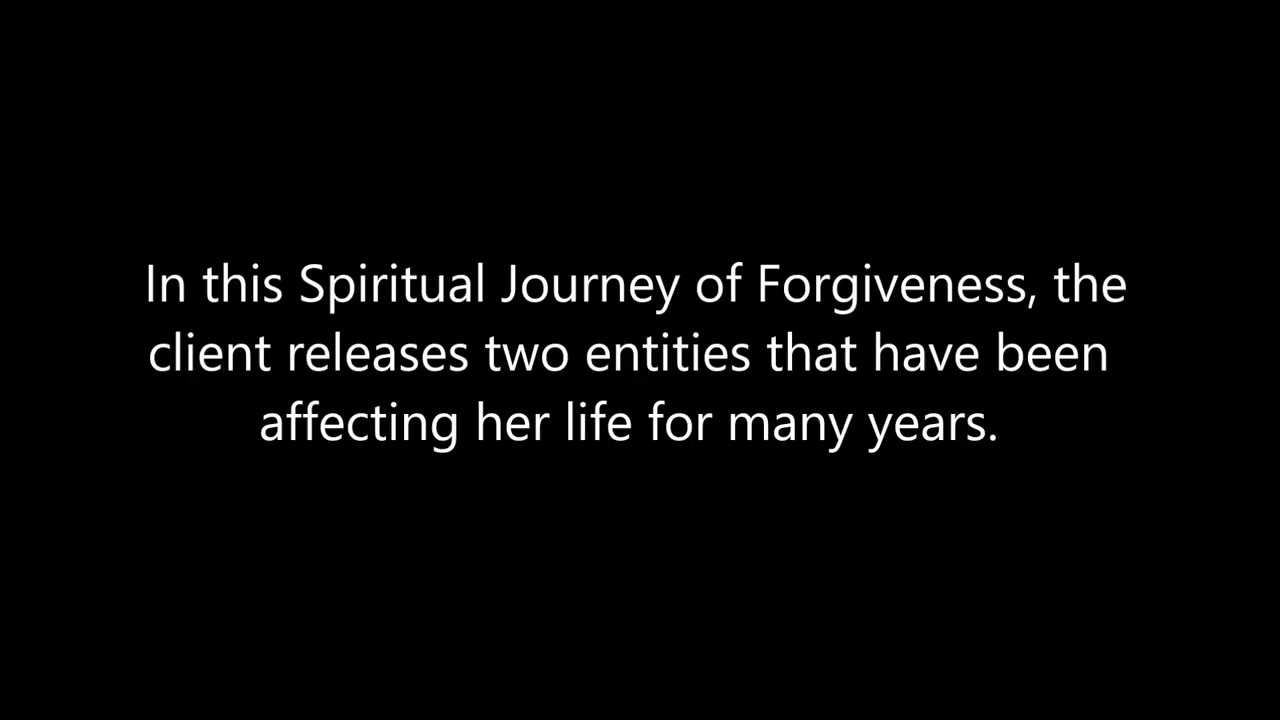 In this Spiritual Journey of Forgiveness, the
client releases two entities that have been
affecting her life for many years.